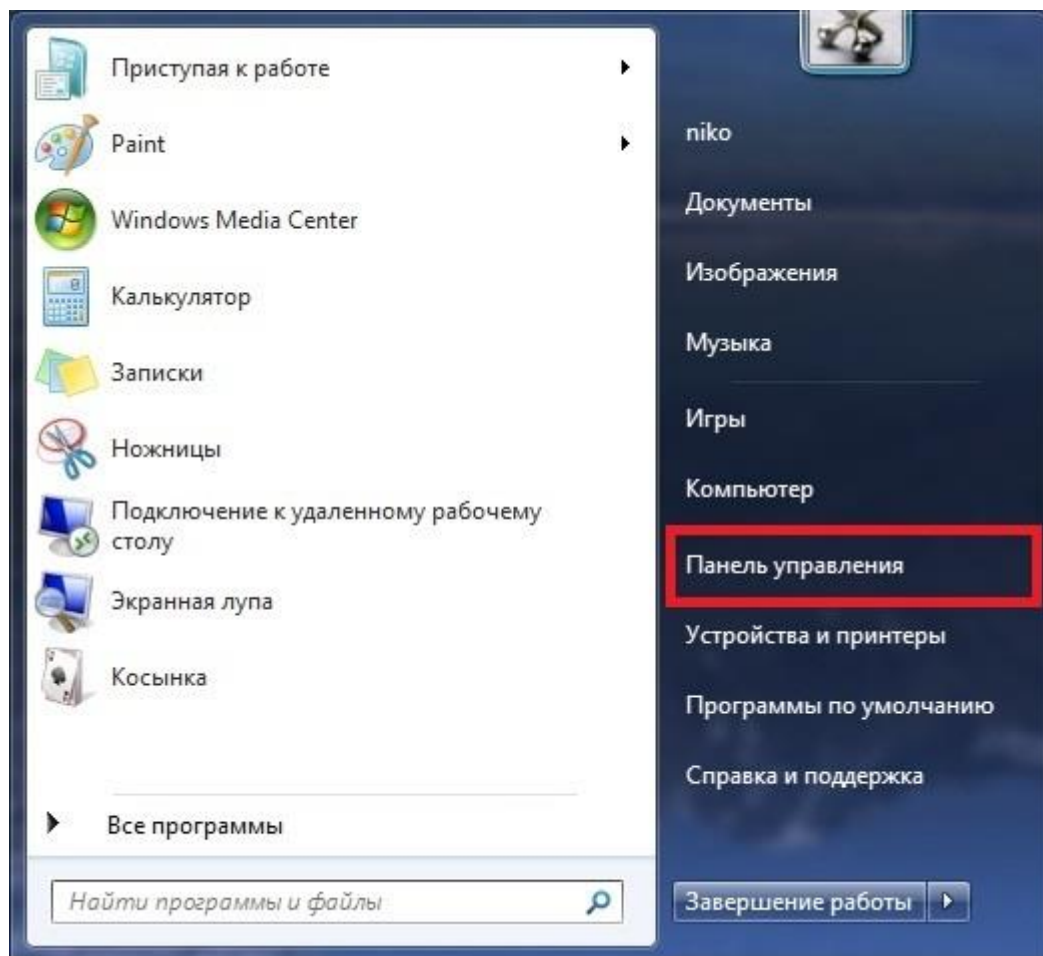 Приступая к работе
Paint
Windows Media Center
Калькулятор
Записки
Ножницы
Подключение к удаленному рабочему
столу
Экранная лупа
Косынка
Все программы
Найти программы и файлы
niko
Документы
Изображения
Музыка
Игры
Компьютер
Панель управления
Устройства и принтеры
Программы по умолчанию
Справка и поддержка
Завершение работы